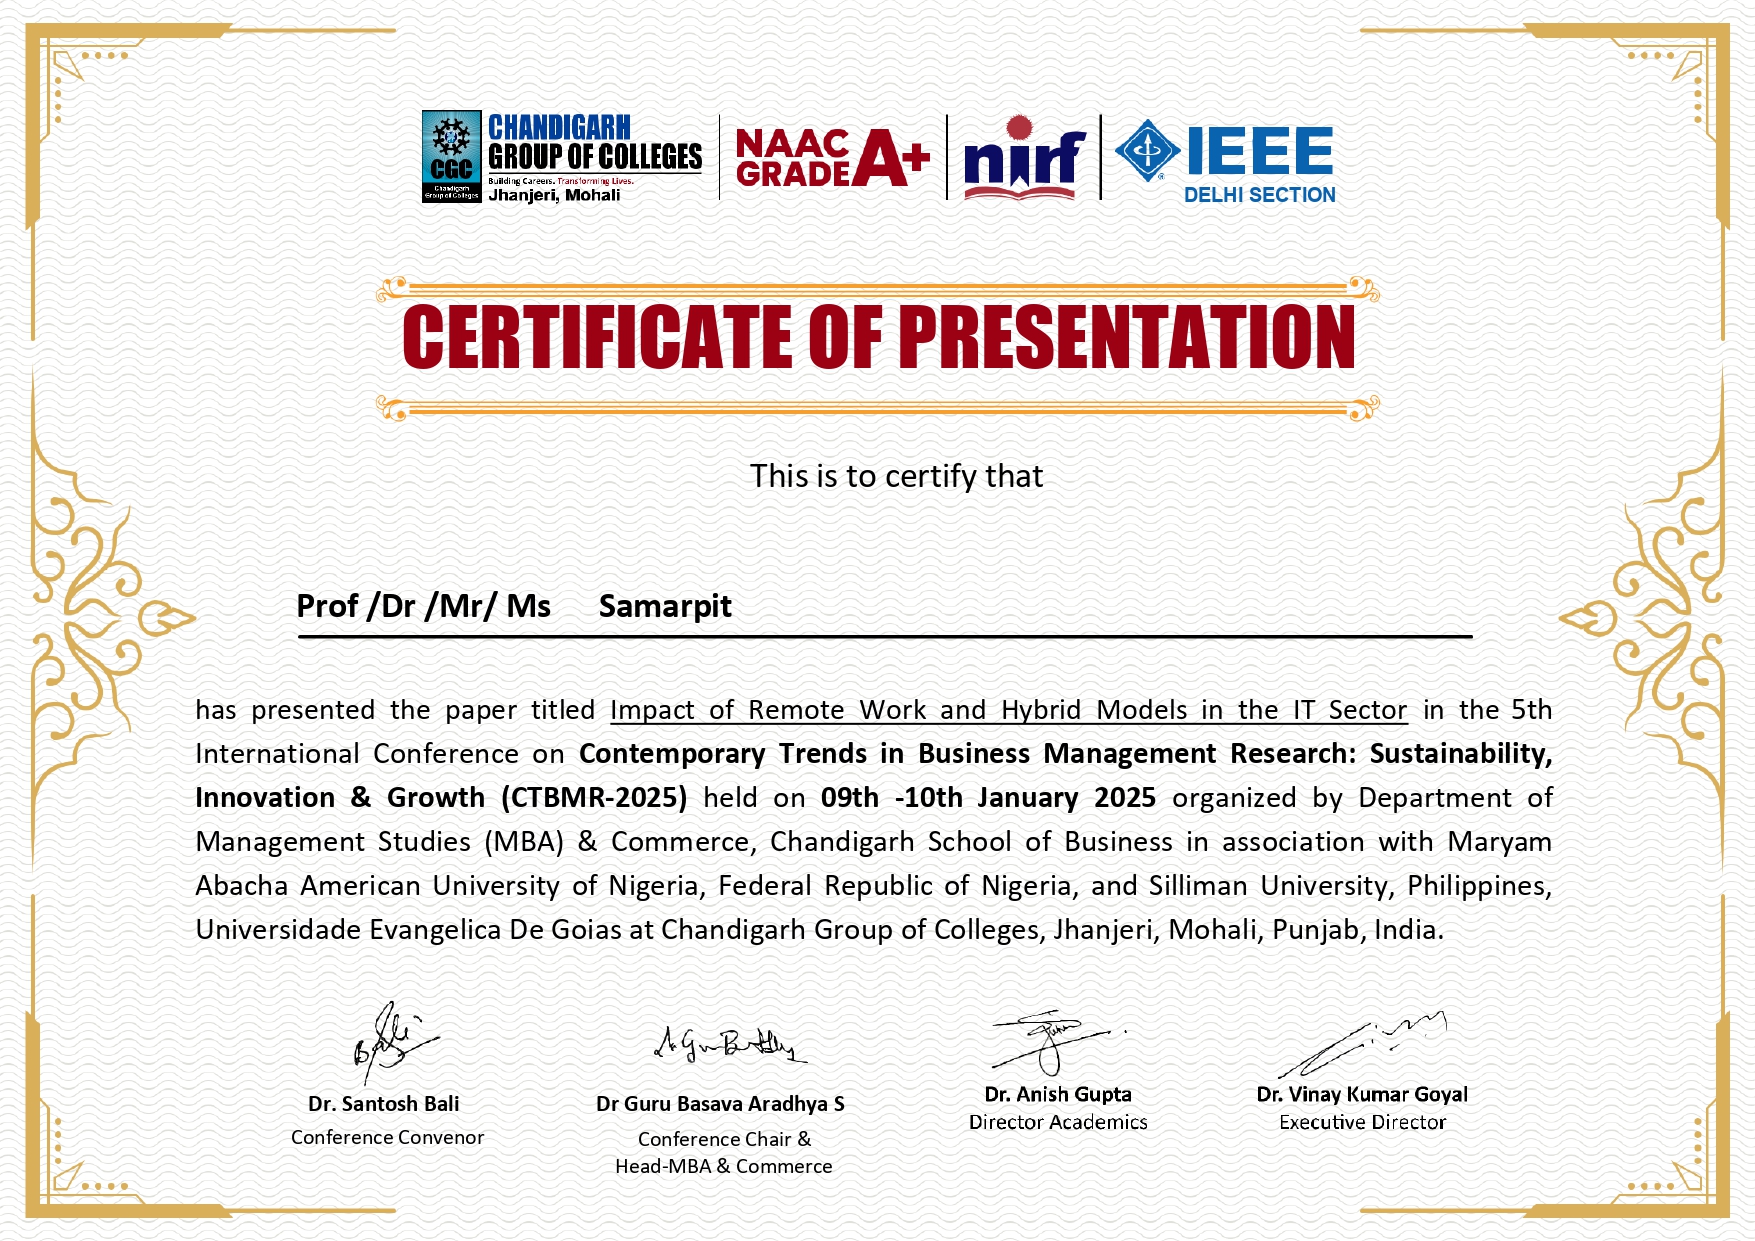 CHANDIGARH
GROUP OF COLLEGES
Building Careers. Transforming Lives.
Jhanjeri, Mohali
CGC
Chandigarh
Group of Colleges
NAAC
GRADE A+
nirf
IEEE
DELHI SECTION
CERTIFICATE OF PRESENTATION
This is to certify that
Prof /Dr /Mr/ Ms Samarpit
has presented the paper titled Impact of Remote Work and Hybrid Models in the IT Sector in the 5th
International Conference on Contemporary Trends in Business Management Research: Sustainability,
Innovation & Growth (CTBMR-2025) held on 09th -10th January 2025 organized by Department of
Management Studies (MBA) & Commerce, Chandigarh School of Business in association with Maryam
Abacha American University of Nigeria, Federal Republic of Nigeria, and Silliman University, Philippines,
Universidade Evangelica De Goias at Chandigarh Group of Colleges, Jhanjeri, Mohali, Punjab, India.
Dr. Santosh Bali
Conference Convenor
Dr Guru Basava Aradhya S
Conference Chair &
Head-MBA & Commerce
Dr. Anish Gupta
Director Academics
Dr. Vinay Kumar Goyal
Executive Director